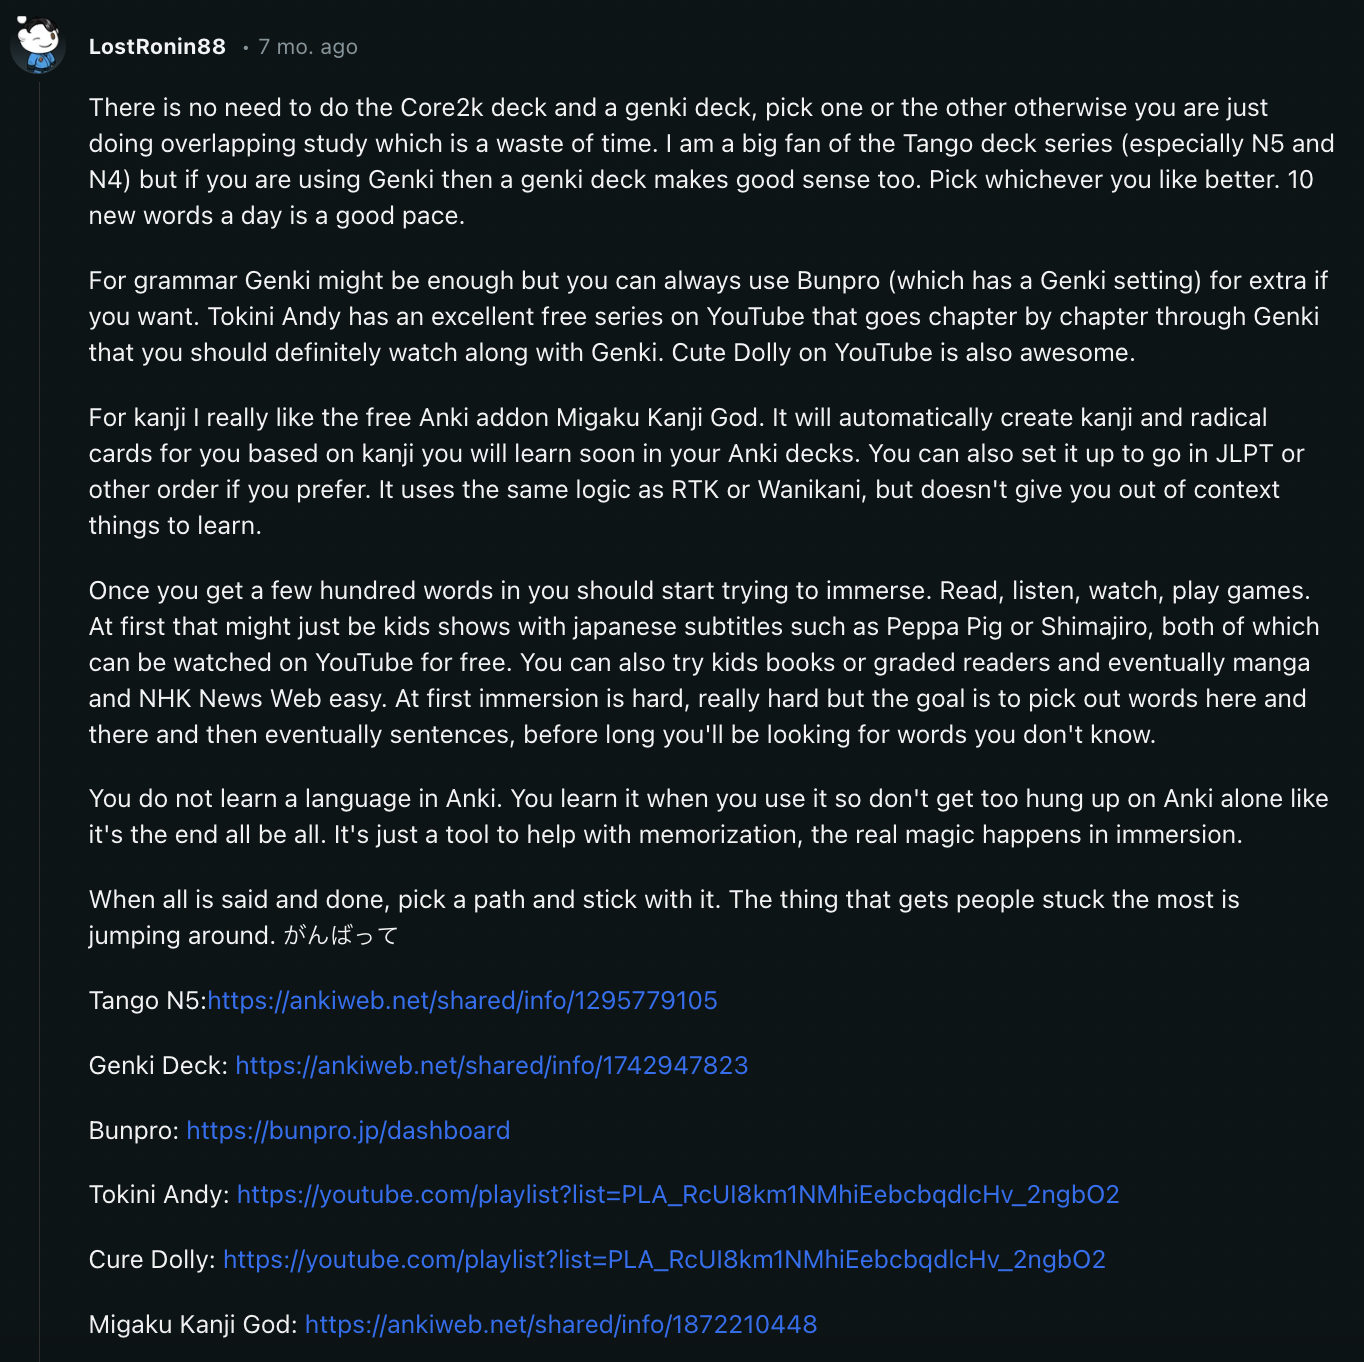 LostRonin88 • 7 mo. ago
There is no need to do the Core2k deck and a genki deck, pick one or the other otherwise you are just
doing overlapping study which is a waste of time. I am a big fan of the Tango deck series (especially N5 and
N4) but if you are using Genki then a genki deck makes good sense too. Pick whichever you like better. 10
new words a day is a good pace.
For grammar Genki might be enough but you can always use Bunpro (which has a Genki setting) for extra if
you want. Tokini Andy has an excellent free series on YouTube that goes chapter by chapter through Genki
that you should definitely watch along with Genki. Cute Dolly on YouTube is also awesome.
For kanji I really like the free Anki addon Migaku Kanji God. It will automatically create kanji and radical
cards for you based on kanji you will learn soon in your Anki decks. You can also set it up to go in JLPT or
other order if you prefer. It uses the same logic as RTK or Wanikani, but doesn't give you out of context
things to learn.
Once you get a few hundred words in you should start trying to immerse. Read, listen, watch, play games.
At first that might just be kids shows with japanese subtitles such as Peppa Pig or Shimajiro, both of which
can be watched on YouTube for free. You can also try kids books or graded readers and eventually manga
and NHK News Web easy. At first immersion is hard, really hard but the goal is to pick out words here and
there and then eventually sentences, before long you'll be looking for words you don't know.
You do not learn a language in Anki. You learn it when you use it so don't get too hung up on Anki alone like
it's the end all be all. It's just a tool to help with memorization, the real magic happens in immersion.
When all is said and done, pick a path and stick with it. The thing that gets people stuck the most is
jumping around. がんばって
Tango N5:https://ankiweb.net/shared/info/1295779105
Genki Deck: https://ankiweb.net/shared/info/1742947823
Bunpro: https://bunpro.jp/dashboard
Tokini Andy: https://youtube.com/playlist?list=PLA_RcUI8km1NMhiEebcbqdlcHv_2ngbO2
Cure Dolly: https://youtube.com/playlist?list=PLA_RcUI8km1NMhiEebcbqdlcHv_2ngbO2
Migaku Kanji God: https://ankiweb.net/shared/info/1872210448